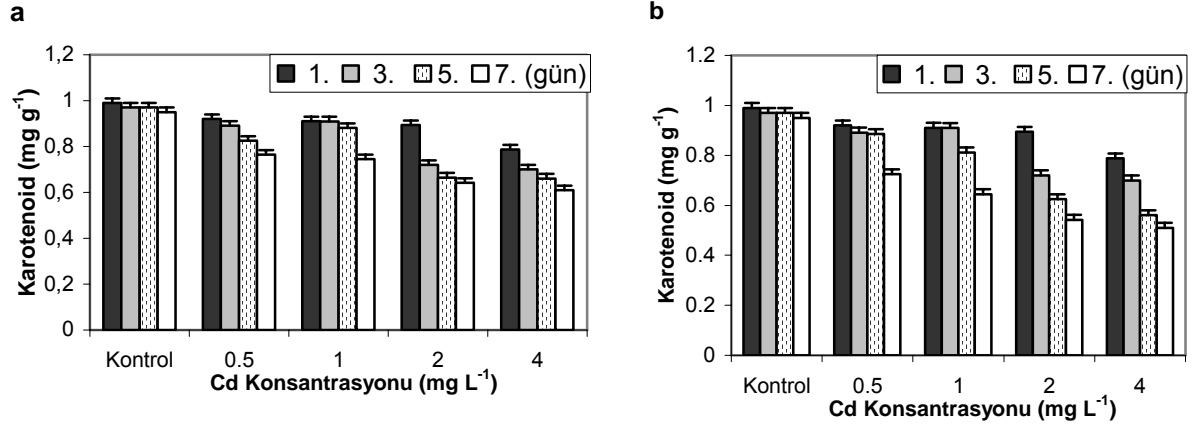 a
1,2
1. 3. 5. 7. (gün)
1
0,8
0,6
0,4
0,2
0
Karotenoid (mg g⁻¹)
Kontrol 0.5 1 2 4
Cd Konsantrasyonu (mg L⁻¹)
b
1.2
1. 3. 5. 7. (gün)
1
0.8
0.6
0.4
0.2
0
Karotenoid (mg g⁻¹)
Kontrol 0.5 1 2 4
Cd Konsantrasyonu (mg L⁻¹)